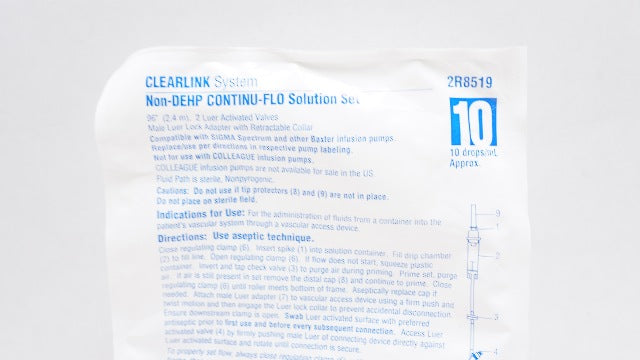 CLEARLINK System
2R8519
Non-DEHP CONTINU-FLO Solution Set
10
96" (2.4 m), 2 Luer Activated Valves
Male Luer Lock Adapter with Retractable Collar
10 drops/mL
Approx.
Compatible with SIGMA Spectrum and other Baxter infusion pumps.
Replace/use per directions in respective pump labeling.
Not for use with COLLEAGUE infusion pumps.
COLLEAGUE infusion pumps are not available for sale in the US
Fluid Path is sterile, Nonpyrogenic.
Cautions: Do not use if tip protectors (8) and (9) are not in place.
Do not place on sterile field.
Indications for Use: For the administration of fluids from a container into the
patient's vascular system through a vascular access device.
Directions: Use aseptic technique.
Close regulating clamp (6). Insert spike (1) into solution container. Fill drip chamber
(2) to fill line. Open regulating clamp (6). If flow does not start, squeeze plastic
container. Invert and tap check valve (3) to purge air during priming. Prime set, purge
air. If air is still present in set remove the distal cap (8) and continue to prime. Close
regulating clamp (6) until roller meets bottom of frame. Aseptically replace cap if
needed. Attach male Luer adapter (7) to vascular access device using a firm push and
twist motion and then engage the Luer lock collar to prevent accidental disconnection.
Ensure downstream clamp is open. Swab Luer activated surface with preferred
antiseptic prior to first use and before every subsequent connection. Access Luer
activated valve (4) by firmly pushing male Luer of connecting device directly against
Luer activated surface and rotate until connection is secure.
To properly set flow, always close regulating clamp
9
1
2
3
4